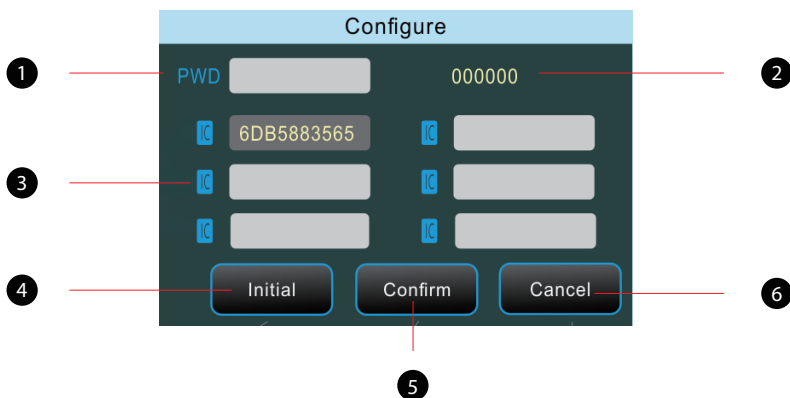 Configure
1 PWD 000000 2
IC 6DB5883565 IC
3 IC IC
IC IC
4 Initial Confirm Cancel 6
5